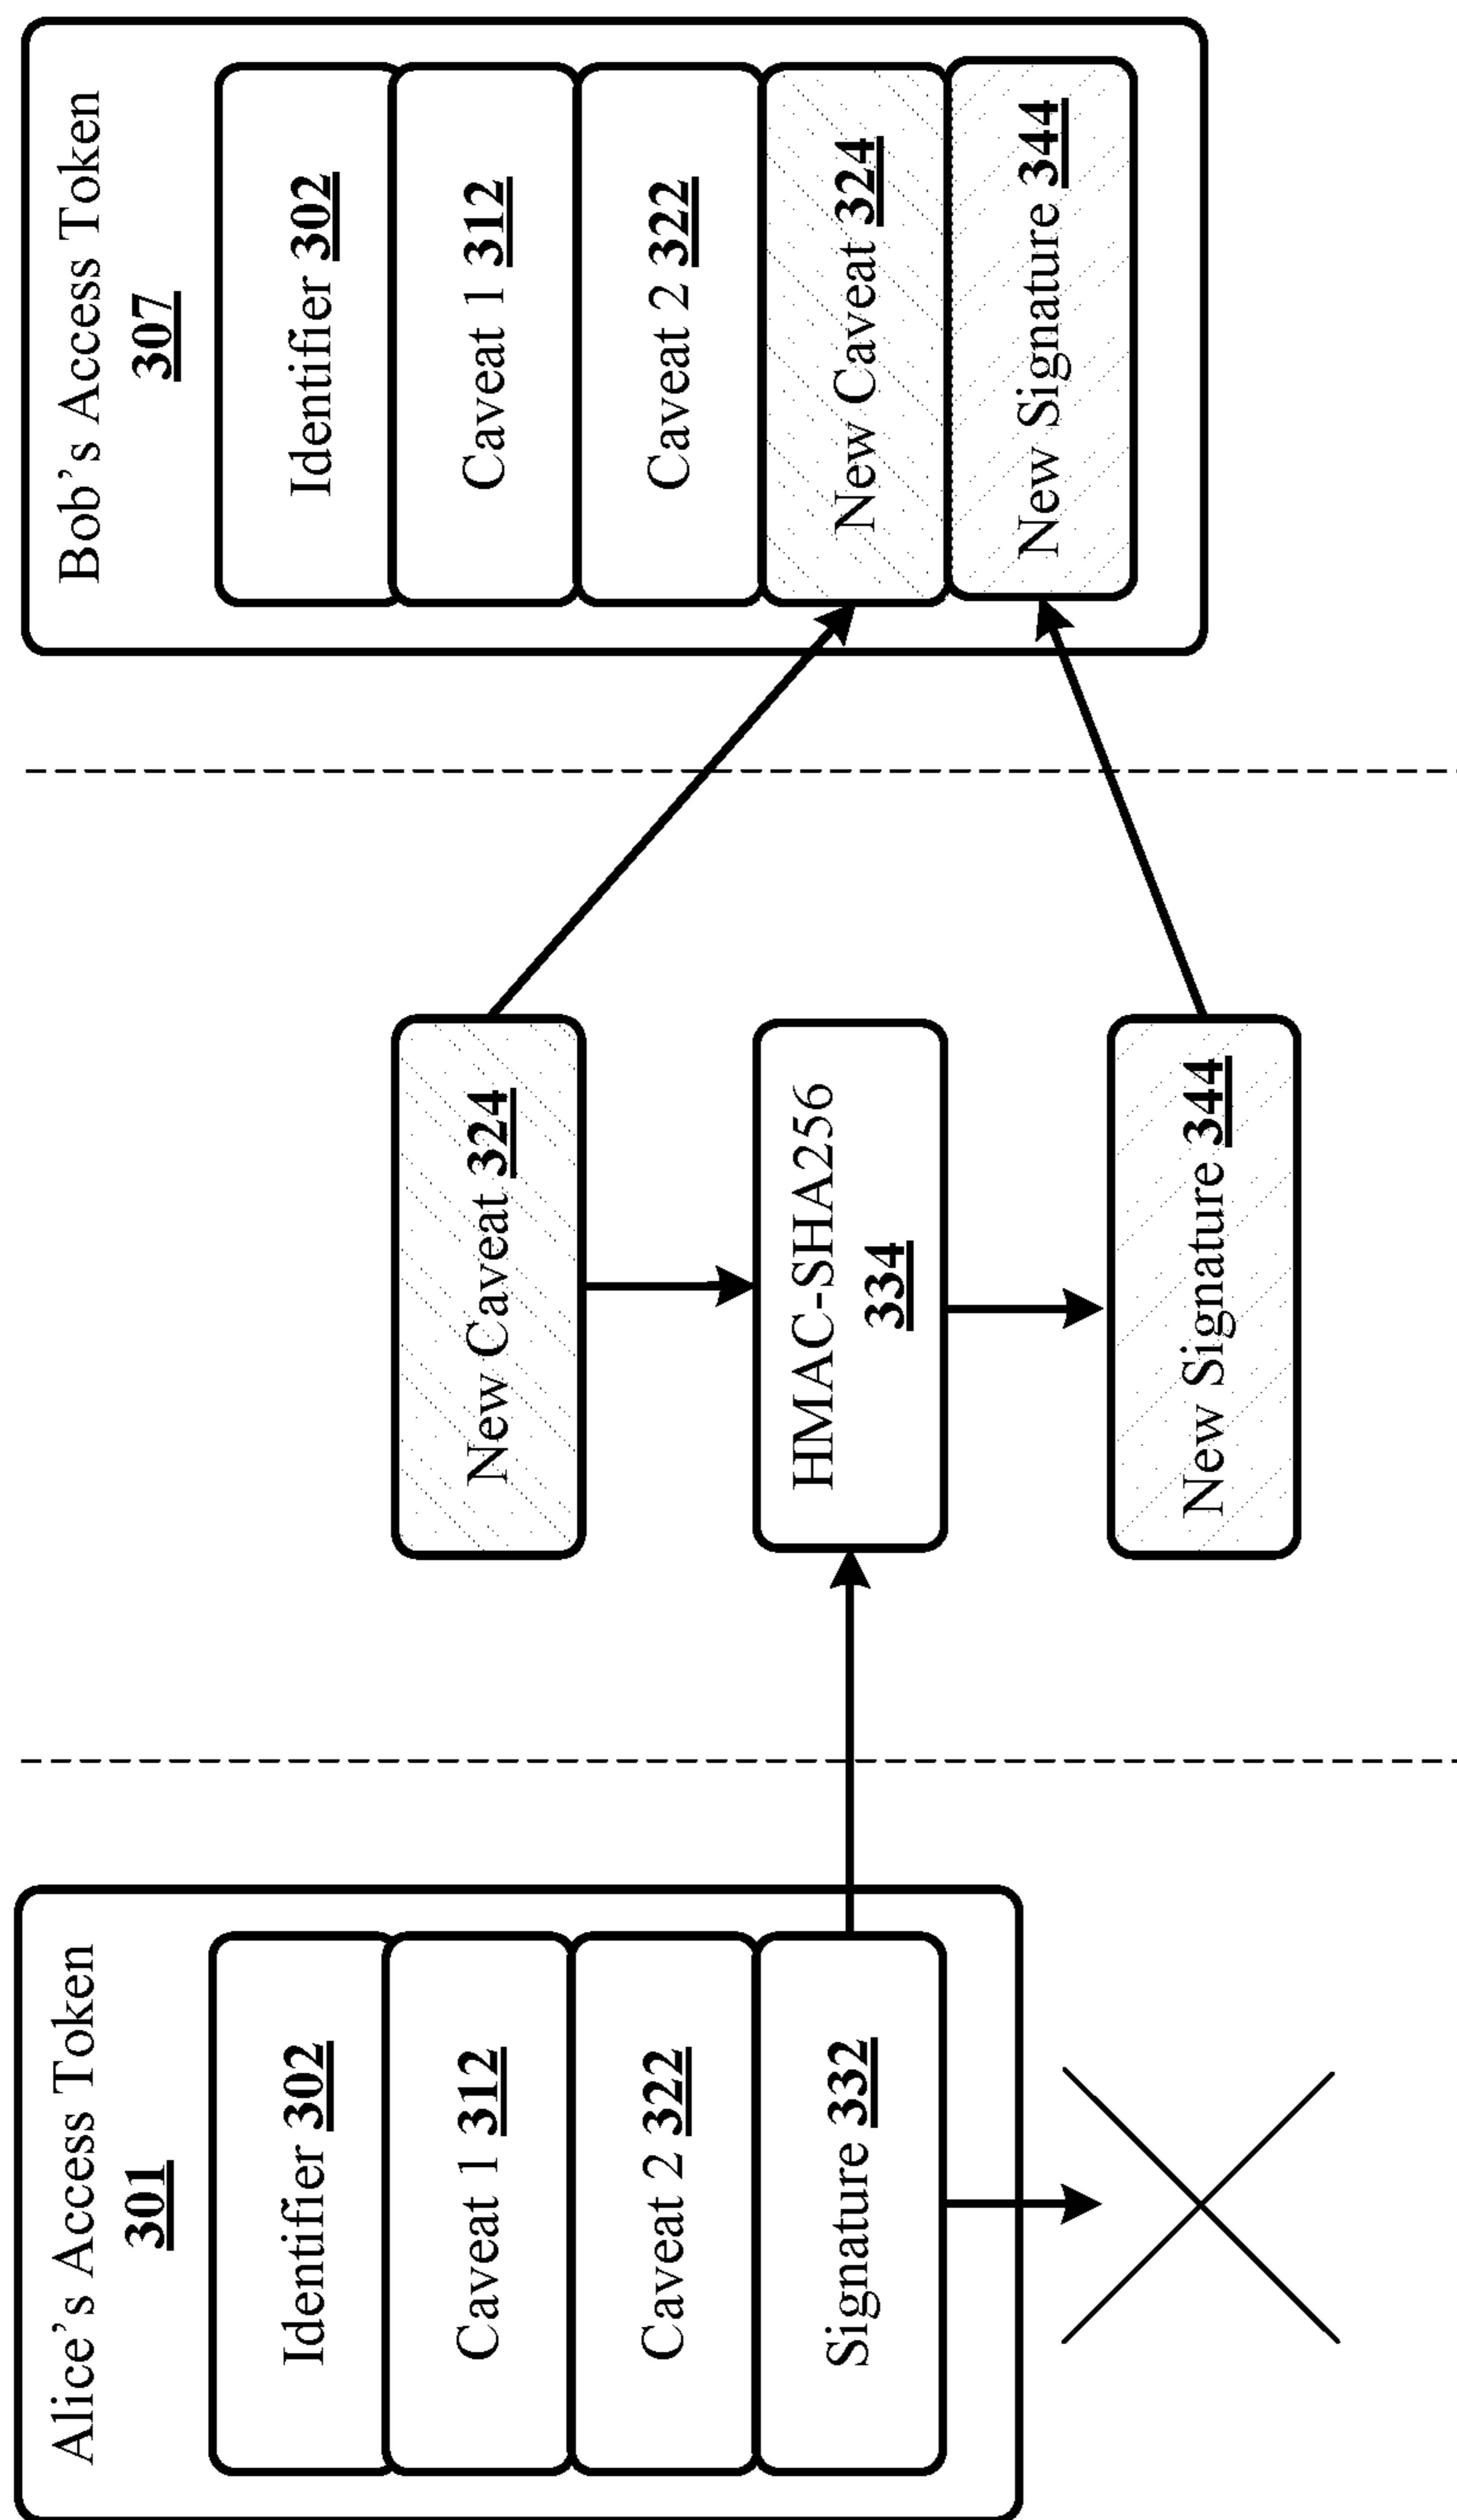 Alice’s Access Token
301
Identifier 302
Caveat 1 312
Caveat 2 322
Signature 332
New Caveat 324
HMAC-SHA256
334
New Signature 344
Bob’s Access Token
307
Identifier 302
Caveat 1 312
Caveat 2 322
New Caveat 324
New Signature 344